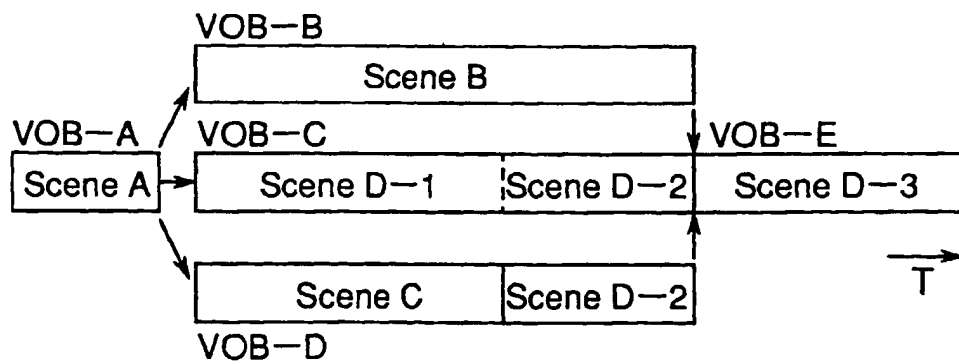 VOB-B
Scene B
VOB-A VOB-C VOB-E
Scene A Scene D-1 Scene D-2 Scene D-3
T
Scene C Scene D-2
VOB-D